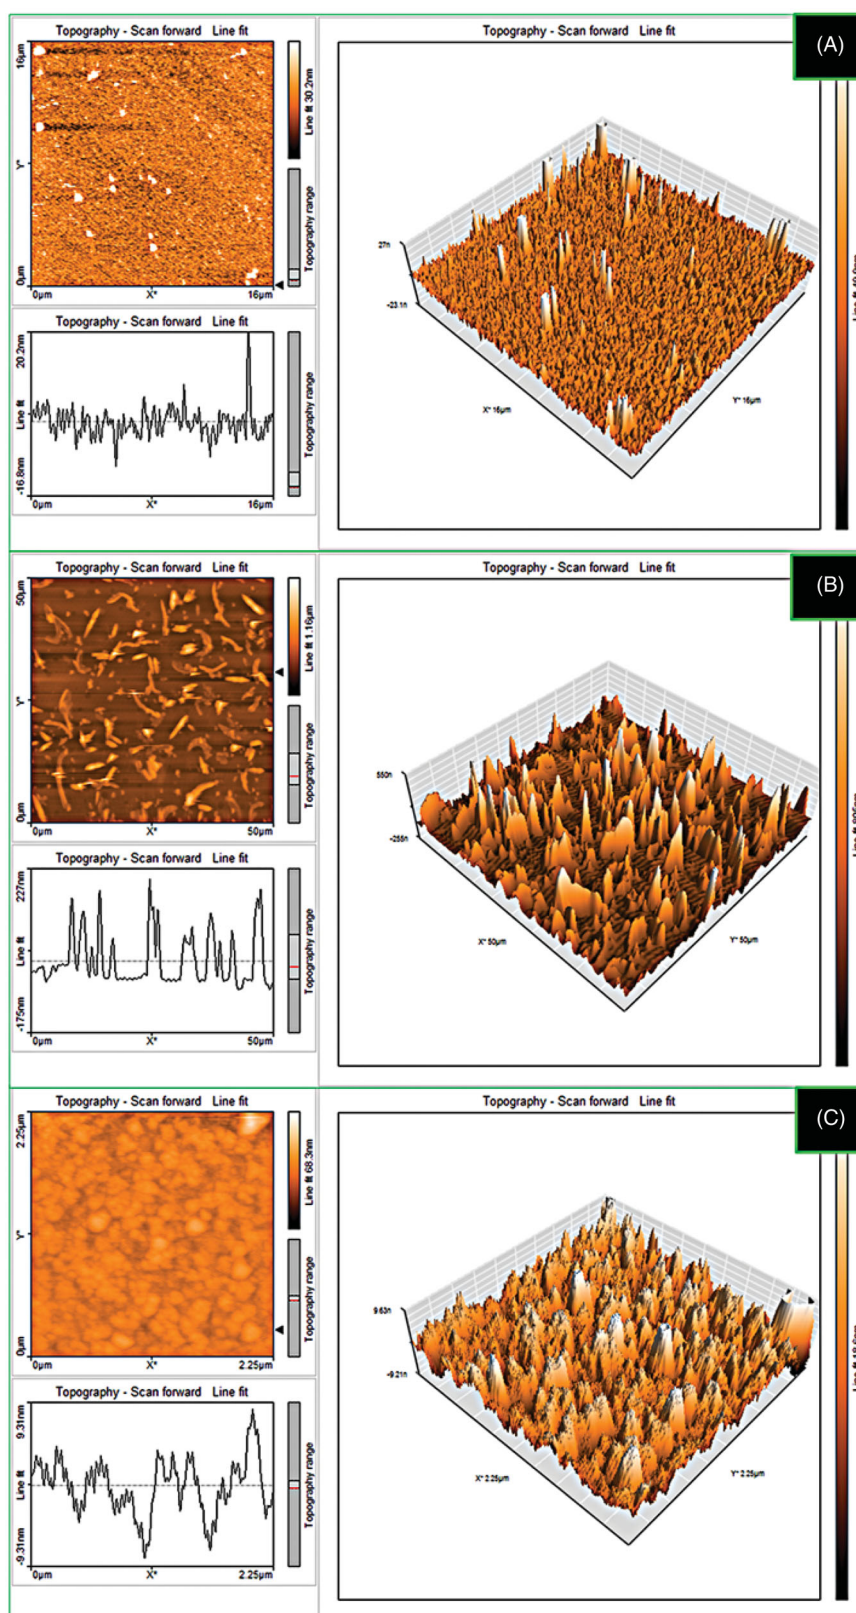 Topography - Scan forward Line fit
16µm
Y*
0µm
0µm
X*
16µm
Line fit 30.2nm
Topography range
Topography - Scan forward Line fit
20.2nm
Line fit
-16.8nm
0µm
X*
16µm
Topography range
Topography - Scan forward Line fit
(A)
27n
-23.1n
X* 16µm
Y* 16µm
Topography - Scan forward Line fit
50µm
Y*
0µm
0µm
X*
50µm
Line fit 1.16µm
Topography range
Topography - Scan forward Line fit
227nm
Line fit
-175nm
0µm
X*
50µm
Topography range
Topography - Scan forward Line fit
(B)
550n
X* 50µm
Y* 50µm
Topography - Scan forward Line fit
2.25µm
Y*
0µm
0µm
X*
2.25µm
Line fit 68.3nm
Topography range
Topography - Scan forward Line fit
9.31nm
Line fit
-9.31nm
0µm
X*
2.25µm
Topography range
Topography - Scan forward Line fit
(C)
9.63n
-9.21n
X* 2.25µm
Y* 2.25µm